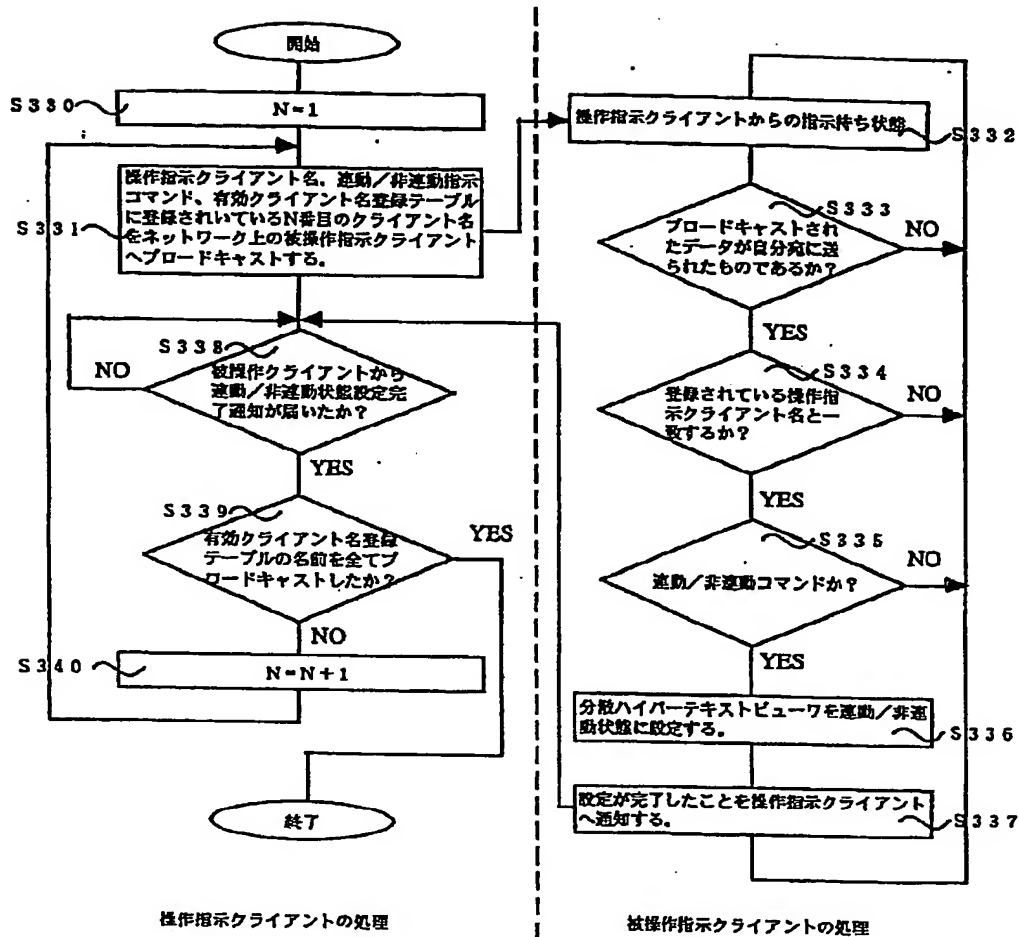 開始
S330
N=1
操作指示クライアント名、連動／非連動指示
コマンド、有効クライアント名登録テーブル
に登録されいているN番目のクライアント名
をネットワーク上の被操作指示クライアント
へブロードキャストする。
S331
S338
被操作クライアントから
連動／非連動状態設定完
了通知が届いたか？
NO
YES
S339
有効クライアント名登録
テーブルの名前を全てブ
ロードキャストしたか？
YES
NO
S340
N=N+1
終了
操作指示クライアントの処理
操作指示クライアントからの指示待ち状態
S332
S333
ブロードキャストされ
たデータが自分宛に送
られたものであるか？
NO
YES
S334
登録されている操作指
示クライアント名と一
致するか？
NO
YES
S335
連動／非連動コマンドか？
NO
YES
分散ハイパーテキストビューワを連動／非連
動状態に設定する。
S336
設定が完了したことを操作指示クライアント
へ通知する。
S337
被操作指示クライアントの処理